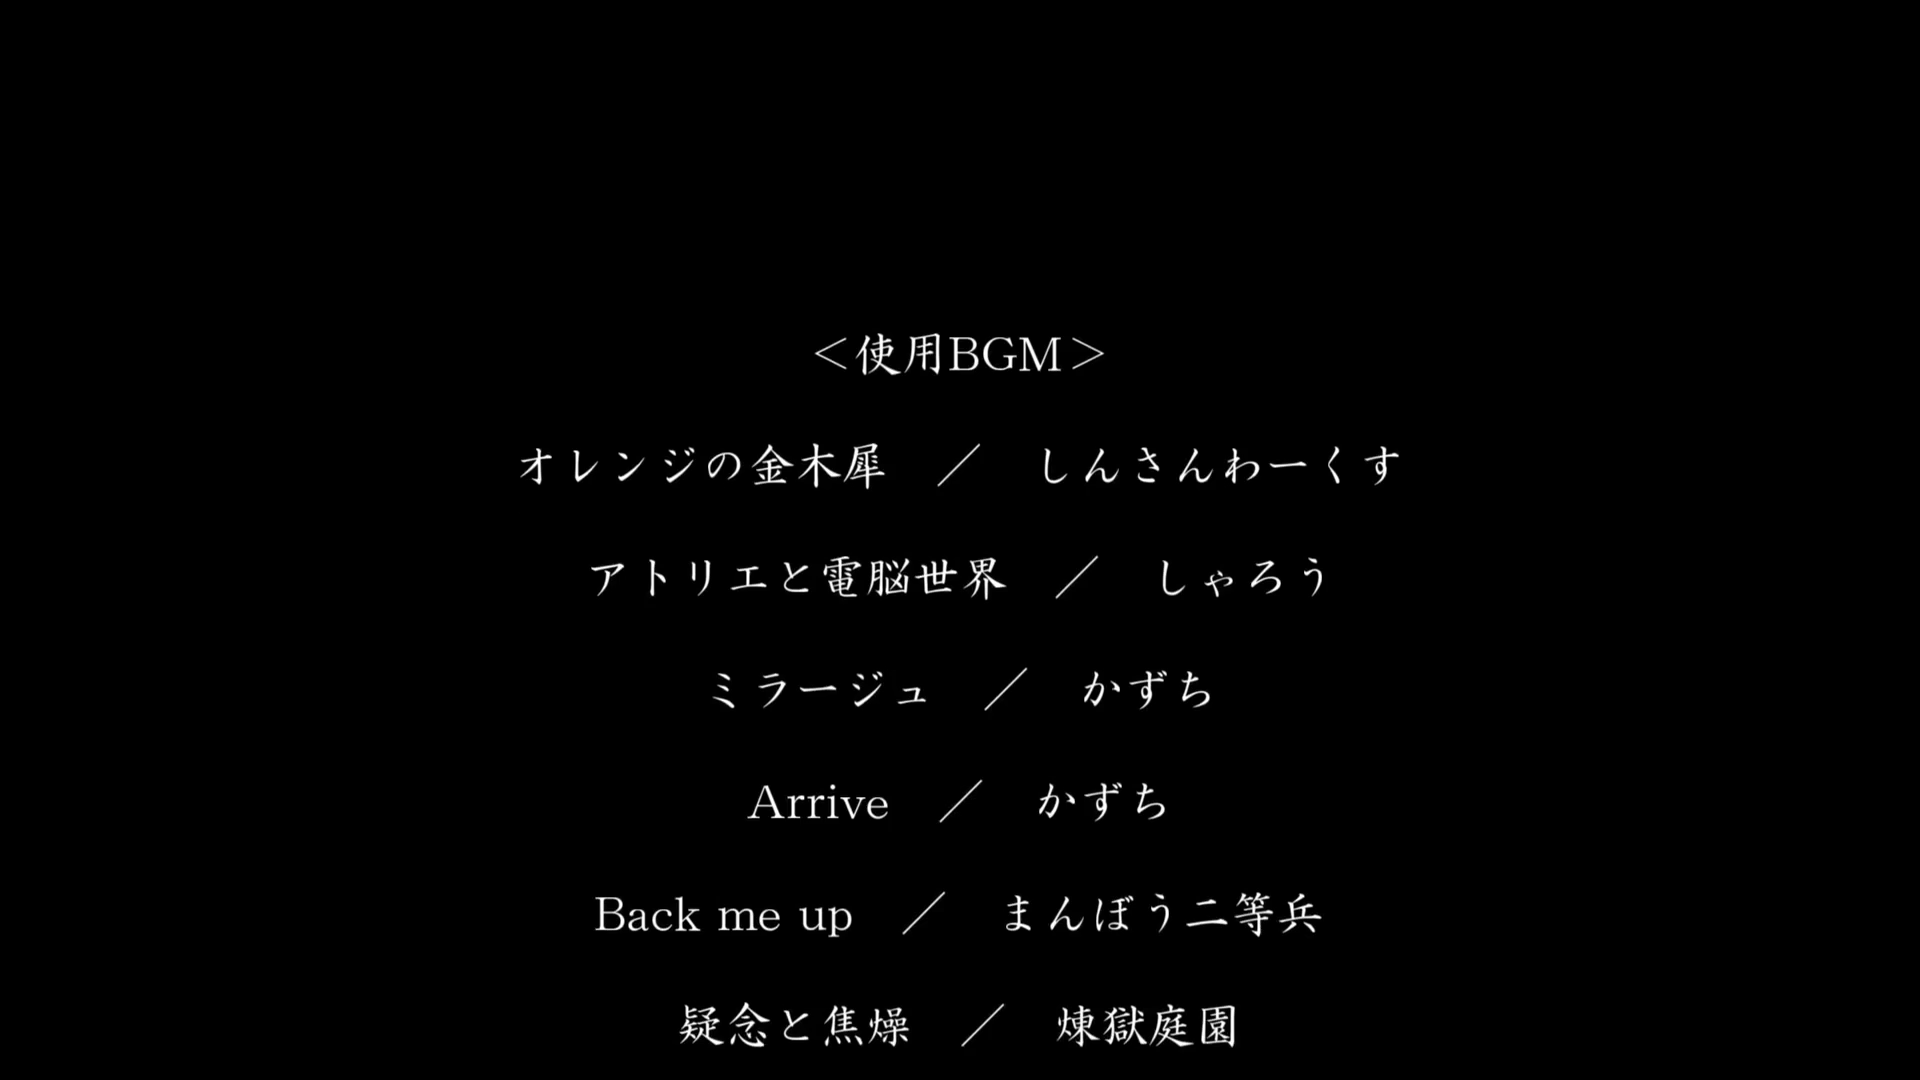 ＜使用BGM＞
オレンジの金木犀　／　しんさんわーくす
アトリエと電脳世界　／　しゃろう
ミラージュ　／　かずち
Arrive　／　かずち
Back me up　／　まんぼう二等兵
疑念と焦燥　／　煉獄庭園